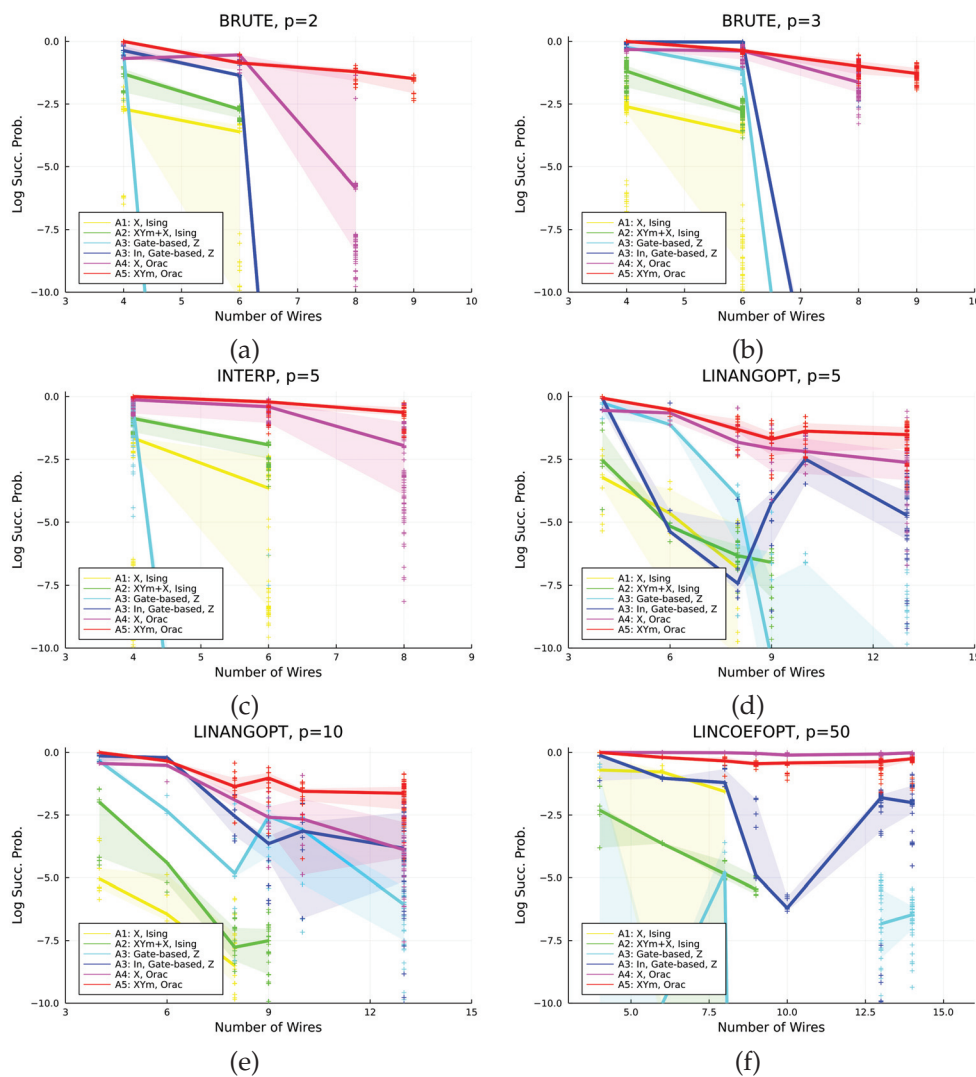 BRUTE, p=2
0.0
-2.5
-5.0
-7.5
-10.0
Log Succ. Prob.
A1: X, Ising
A2: XYm+X, Ising
A3: Gate-based, Z
A3: In, Gate-based, Z
A4: X, Orac
A5: XYm, Orac
3 4 5 6 7 8 9 10
Number of Wires
(a)
BRUTE, p=3
0.0
-2.5
-5.0
-7.5
-10.0
Log Succ. Prob.
A1: X, Ising
A2: XYm+X, Ising
A3: Gate-based, Z
A3: In, Gate-based, Z
A4: X, Orac
A5: XYm, Orac
3 4 5 6 7 8 9 10
Number of Wires
(b)
INTERP, p=5
0.0
-2.5
-5.0
-7.5
-10.0
Log Succ. Prob.
A1: X, Ising
A2: XYm+X, Ising
A3: Gate-based, Z
A3: In, Gate-based, Z
A4: X, Orac
A5: XYm, Orac
3 4 5 6 7 8 9
Number of Wires
(c)
LINANGOPT, p=5
0.0
-2.5
-5.0
-7.5
-10.0
Log Succ. Prob.
A1: X, Ising
A2: XYm+X, Ising
A3: Gate-based, Z
A3: In, Gate-based, Z
A4: X, Orac
A5: XYm, Orac
3 6 9 12 15
Number of Wires
(d)
LINANGOPT, p=10
0.0
-2.5
-5.0
-7.5
-10.0
Log Succ. Prob.
A1: X, Ising
A2: XYm+X, Ising
A3: Gate-based, Z
A3: In, Gate-based, Z
A4: X, Orac
A5: XYm, Orac
3 6 9 12 15
Number of Wires
(e)
LINCOEFOPT, p=50
0.0
-2.5
-5.0
-7.5
-10.0
Log Succ. Prob.
A1: X, Ising
A2: XYm+X, Ising
A3: Gate-based, Z
A3: In, Gate-based, Z
A4: X, Orac
A5: XYm, Orac
5.0 7.5 10.0 12.5 15.0
Number of Wires
(f)